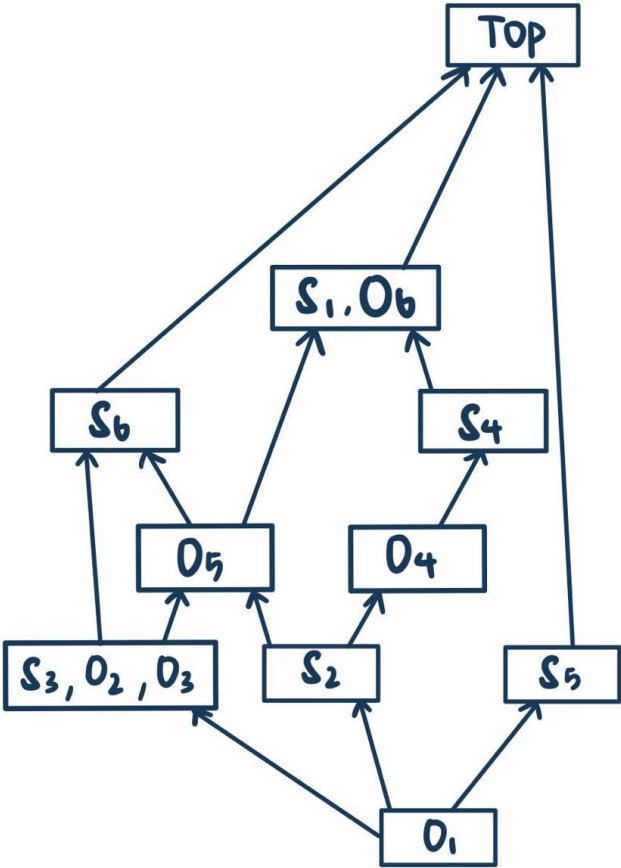 Top
S₁, O₆
S₆
S₄
O₅
O₄
S₃, O₂, O₃
S₂
S₅
O₁